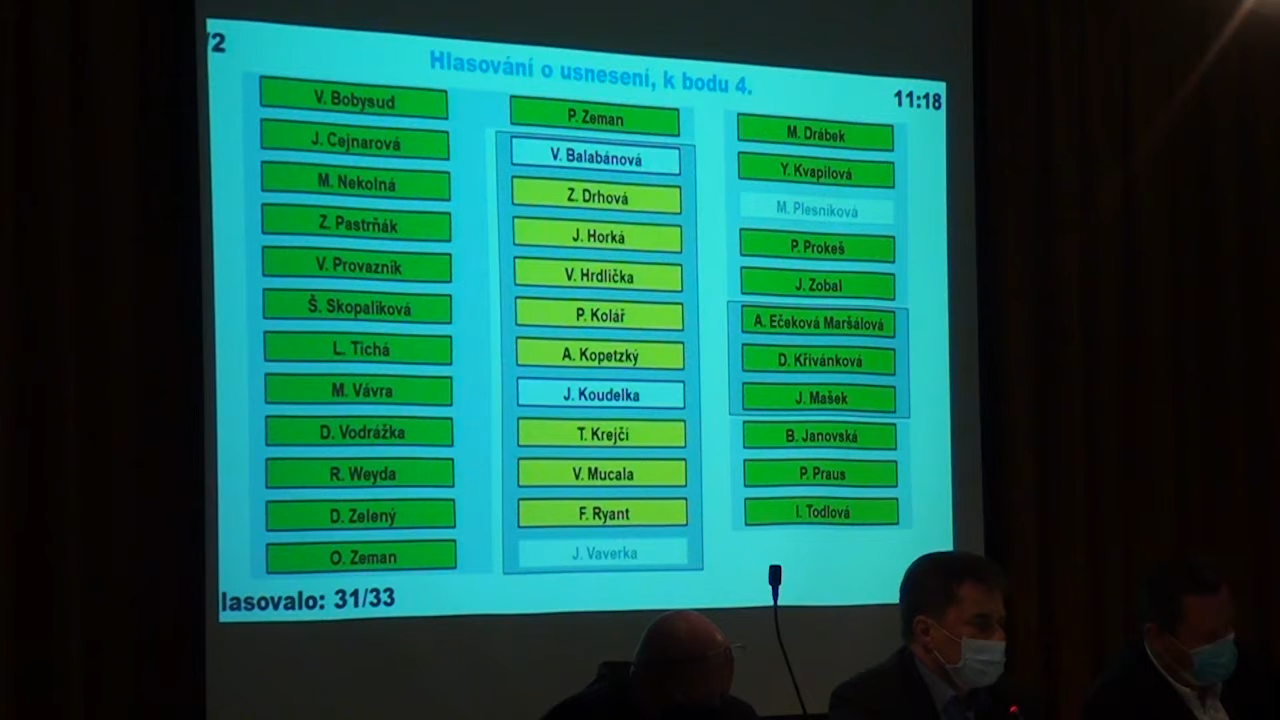 /2
Hlasování o usnesení, k bodu 4.
11:18
V. Bobysud
J. Cejnarová
M. Nekolná
Z. Pastrňák
V. Provazník
Š. Skopalíková
L. Tichá
M. Vávra
D. Vodrážka
R. Weyda
D. Zelený
O. Zeman
P. Zeman
V. Balabánová
Z. Drhová
J. Horká
V. Hrdlička
P. Kolář
A. Kopetzký
J. Koudelka
T. Krejčí
V. Mucala
F. Ryant
J. Vaverka
M. Drábek
Y. Kvapilová
M. Plesníková
P. Prokeš
J. Zobal
A. Ečeková Maršálová
D. Křivánková
J. Mašek
B. Janovská
P. Praus
I. Todlová
lasovalo: 31/33